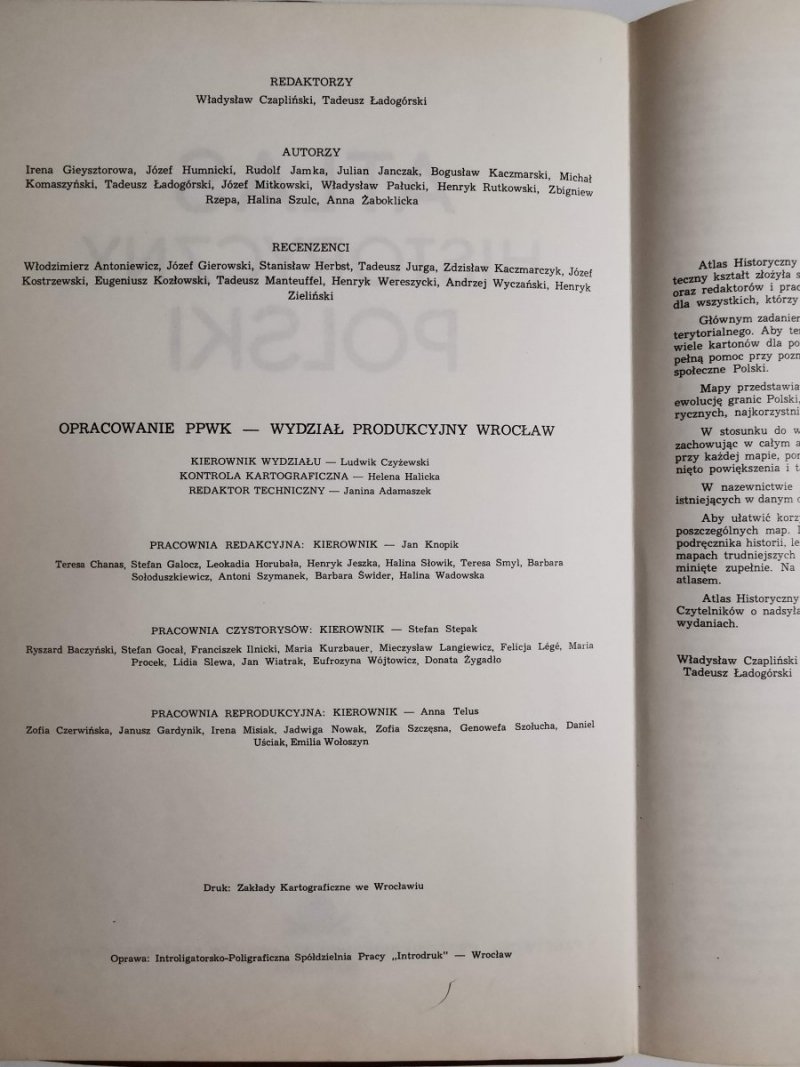 REDAKTORZY
Władysław Czapliński, Tadeusz Ładogórski
AUTORZY
Irena Gieysztorowa, Józef Humnicki, Rudolf Jamka, Julian Janczak, Bogusław Kaczmarski, Michał
Komaszyński, Tadeusz Ładogórski, Józef Mitkowski, Władysław Pałucki, Henryk Rutkowski, Zbigniew
Rzepa, Halina Szulc, Anna Żaboklicka
RECENZENCI
Włodzimierz Antoniewicz, Józef Gierowski, Stanisław Herbst, Tadeusz Jurga, Zdzisław Kaczmarczyk, Józef
Kostrzewski, Eugeniusz Kozłowski, Tadeusz Manteuffel, Henryk Wereszycki, Andrzej Wyczański, Henryk
Zieliński
OPRACOWANIE PPWK — WYDZIAŁ PRODUKCYJNY WROCŁAW
KIEROWNIK WYDZIAŁU — Ludwik Czyżewski
KONTROLA KARTOGRAFICZNA — Helena Halicka
REDAKTOR TECHNICZNY — Janina Adamaszek
PRACOWNIA REDAKCYJNA: KIEROWNIK — Jan Knopik
Teresa Chanas, Stefan Galocz, Leokadia Horubała, Henryk Jeszka, Halina Słowik, Teresa Smyl, Barbara
Sołoduszkiewicz, Antoni Szymanek, Barbara Świder, Halina Wadowska
PRACOWNIA CZYSTORYSÓW: KIEROWNIK — Stefan Stepak
Ryszard Baczyński, Stefan Gocał, Franciszek Ilnicki, Maria Kurzbauer, Mieczysław Langiewicz, Felicja Légé, Maria
Procek, Lidia Slewa, Jan Wiatrak, Eufrozyna Wójtowicz, Donata Żygadło
PRACOWNIA REPRODUKCYJNA: KIEROWNIK — Anna Telus
Zofia Czerwińska, Janusz Gardynik, Irena Misiak, Jadwiga Nowak, Zofia Szczęsna, Genowefa Szołucha, Daniel
Uściak, Emilia Wołoszyn
Druk: Zakłady Kartograficzne we Wrocławiu
Oprawa: Introligatorsko-Poligraficzna Spółdzielnia Pracy „Introdruk” — Wrocław
Atlas Historyczny
teczny kształt złożyła s
oraz redaktorów i prac
dla wszystkich, którzy
Głównym zadanier
terytorialnego. Aby te
wiele kartonów dla po
pełną pomoc przy pozn
społeczne Polski.
Mapy przedstawia
ewolucję granic Polski,
rycznych, najkorzystni
W stosunku do w
zachowując w całym a
przy każdej mapie, por
nięto powiększenia i t
W nazewnictwie
istniejących w danym o
Aby ułatwić korz
poszczególnych map.
podręcznika historii, le
mapach trudniejszych
minięte zupełnie. Na
atlasem.
Atlas Historyczny
Czytelników o nadsyła
wydaniach.
Władysław Czapliński
Tadeusz Ładogórski